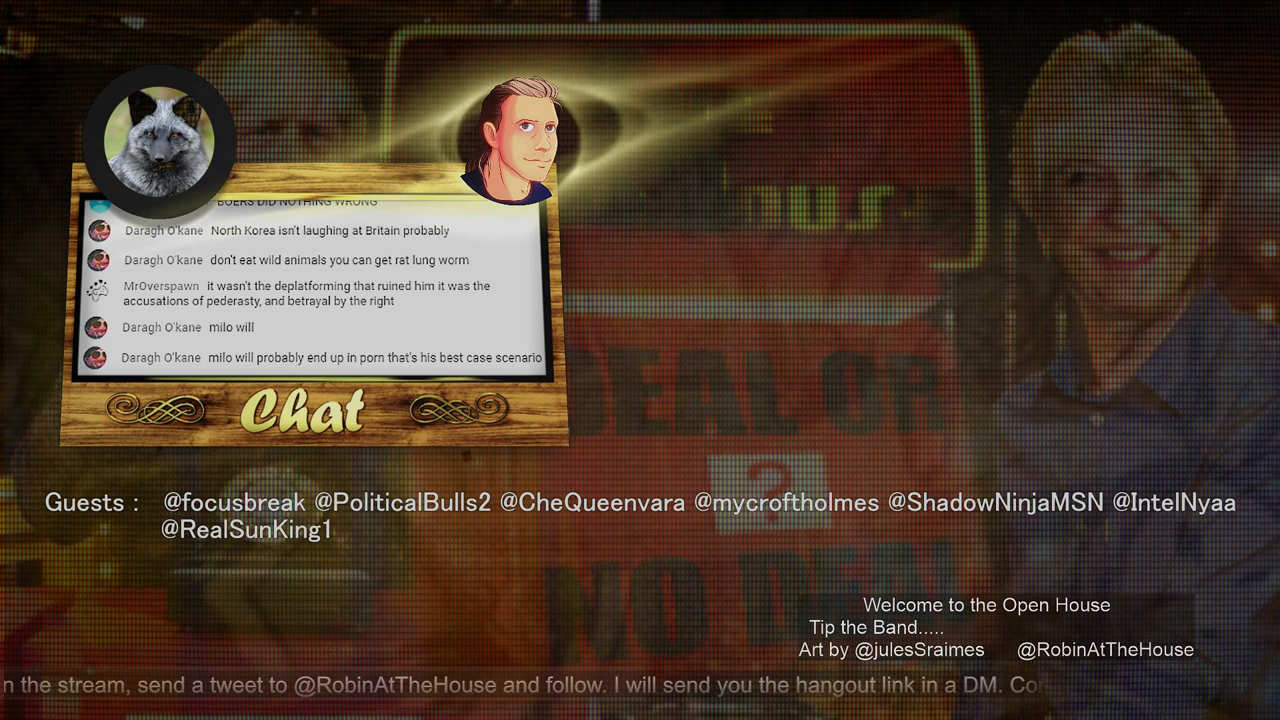 BOERS DID NOTHING WRONG
Daragh O'kane North Korea isn't laughing at Britain probably
Daragh O'kane don't eat wild animals you can get rat lung worm
MrOverspawn it wasn't the deplatforming that ruined him it was the
accusations of pederasty, and betrayal by the right
Daragh O'kane milo will
Daragh O'kane milo will probably end up in porn that's his best case scenario
Chat
DEAL OR
?
NO DEAL
Guests : @focusbreak @PoliticalBulls2 @CheQueenvara @mycroftholmes @ShadowNinjaMSN @IntelNyaa
@RealSunKing1
Welcome to the Open House
Tip the Band.....
Art by @julesSraimes @RobinAtTheHouse
n the stream, send a tweet to @RobinAtTheHouse and follow. I will send you the hangout link in a DM. Con